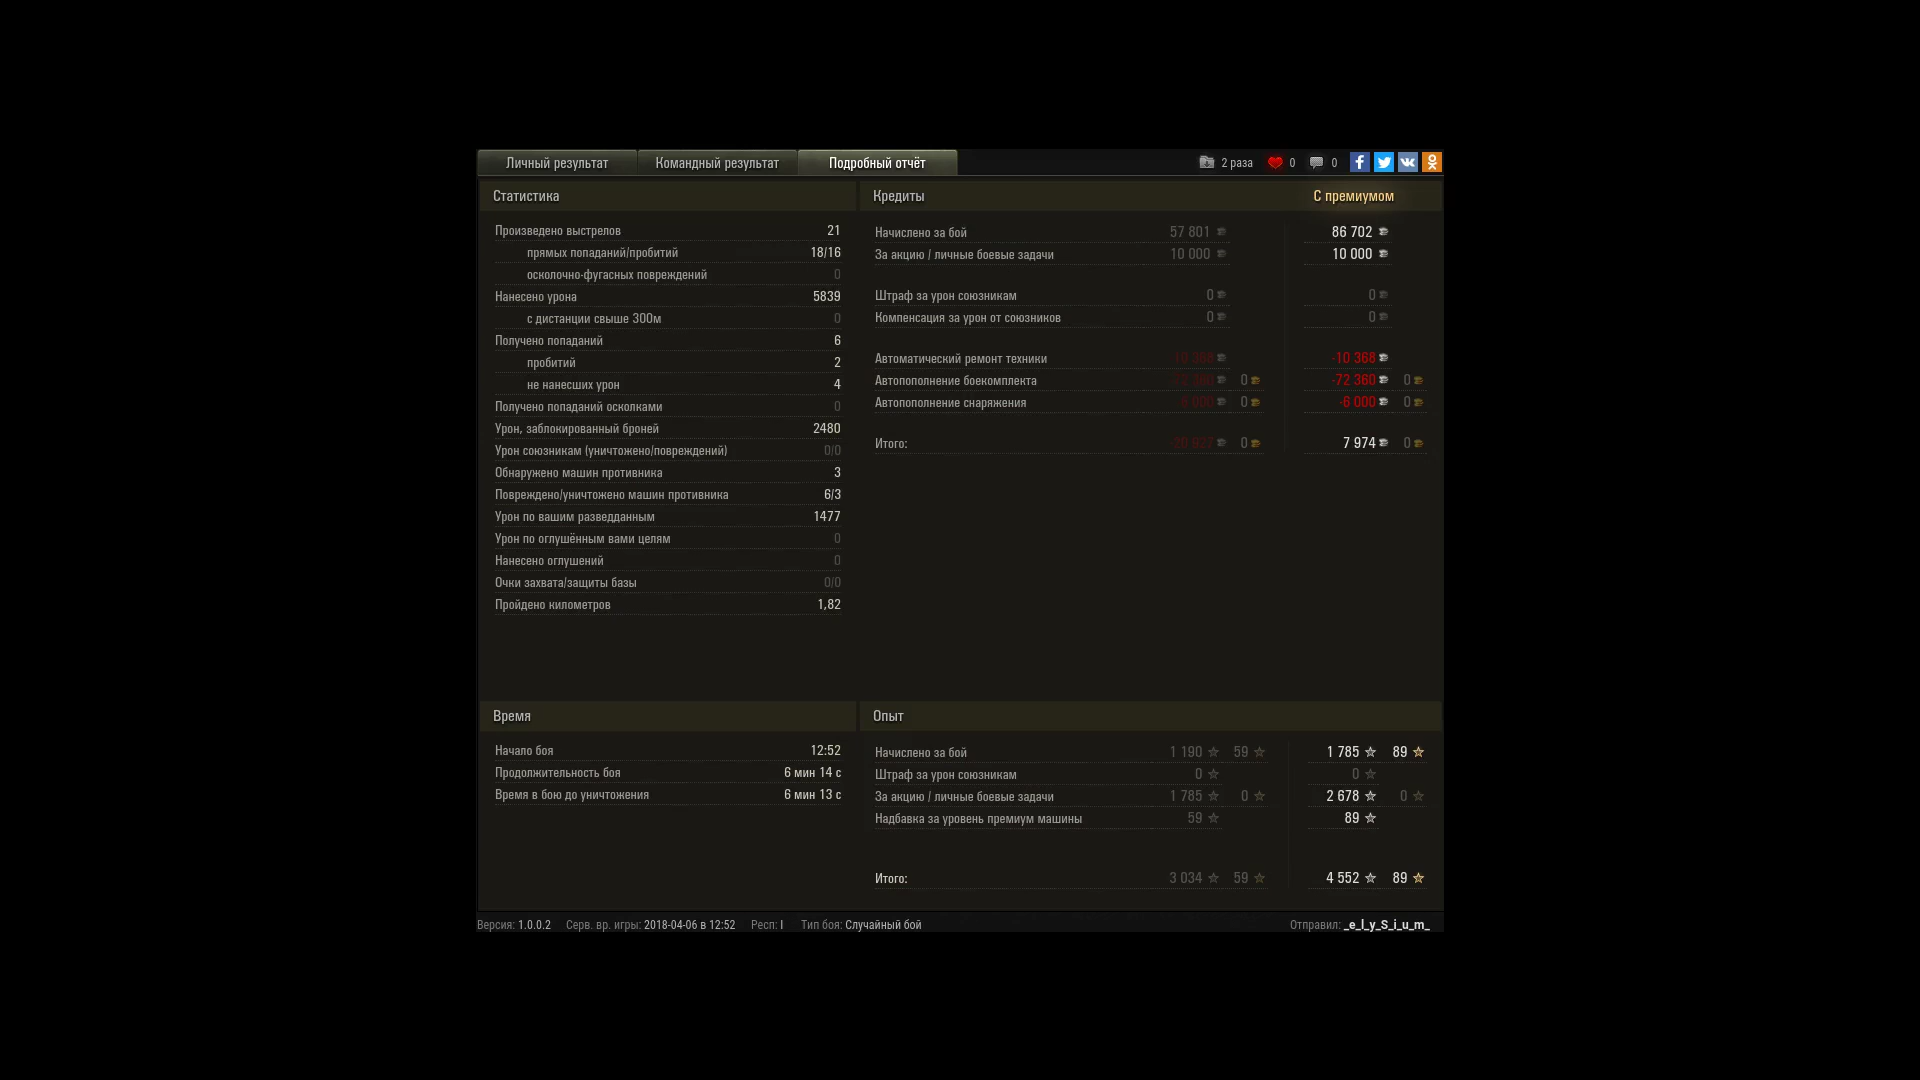 Личный результат Командный результат Подробный отчёт 2 раза 0 0
Статистика
Произведено выстрелов 21
прямых попаданий/пробитий 18/16
осколочно-фугасных повреждений 0
Нанесено урона 5839
с дистанции свыше 300м 0
Получено попаданий 6
пробитий 2
не нанесших урон 4
Получено попаданий осколками 0
Урон, заблокированный броней 2480
Урон союзникам (уничтожено/повреждений) 0/0
Обнаружено машин противника 3
Повреждено/уничтожено машин противника 6/3
Урон по вашим разведданным 1477
Урон по оглушённым вами целям 0
Нанесено оглушений 0
Очки захвата/защиты базы 0/0
Пройдено километров 1,82
Кредиты С премиумом
Начислено за бой 57 801 86 702
За акцию / личные боевые задачи 10 000 10 000
Штраф за урон союзникам 0 0
Компенсация за урон от союзников 0 0
Автоматический ремонт техники -10 368 -10 368
Автопополнение боекомплекта -72 360 0 -72 360 0
Автопополнение снаряжения -6 000 0 -6 000 0
Итого: -20 927 0 7 974 0
Время
Начало боя 12:52
Продолжительность боя 6 мин 14 с
Время в бою до уничтожения 6 мин 13 с
Опыт
Начислено за бой 1 190 59 1 785 89
Штраф за урон союзникам 0 0
За акцию / личные боевые задачи 1 785 0 2 678 0
Надбавка за уровень премиум машины 59 89
Итого: 3 034 59 4 552 89
Версия: 1.0.0.2 Серв. вр. игры: 2018-04-06 в 12:52 Респ: I Тип боя: Случайный бой Отправил: _e_l_y_S_i_u_m_